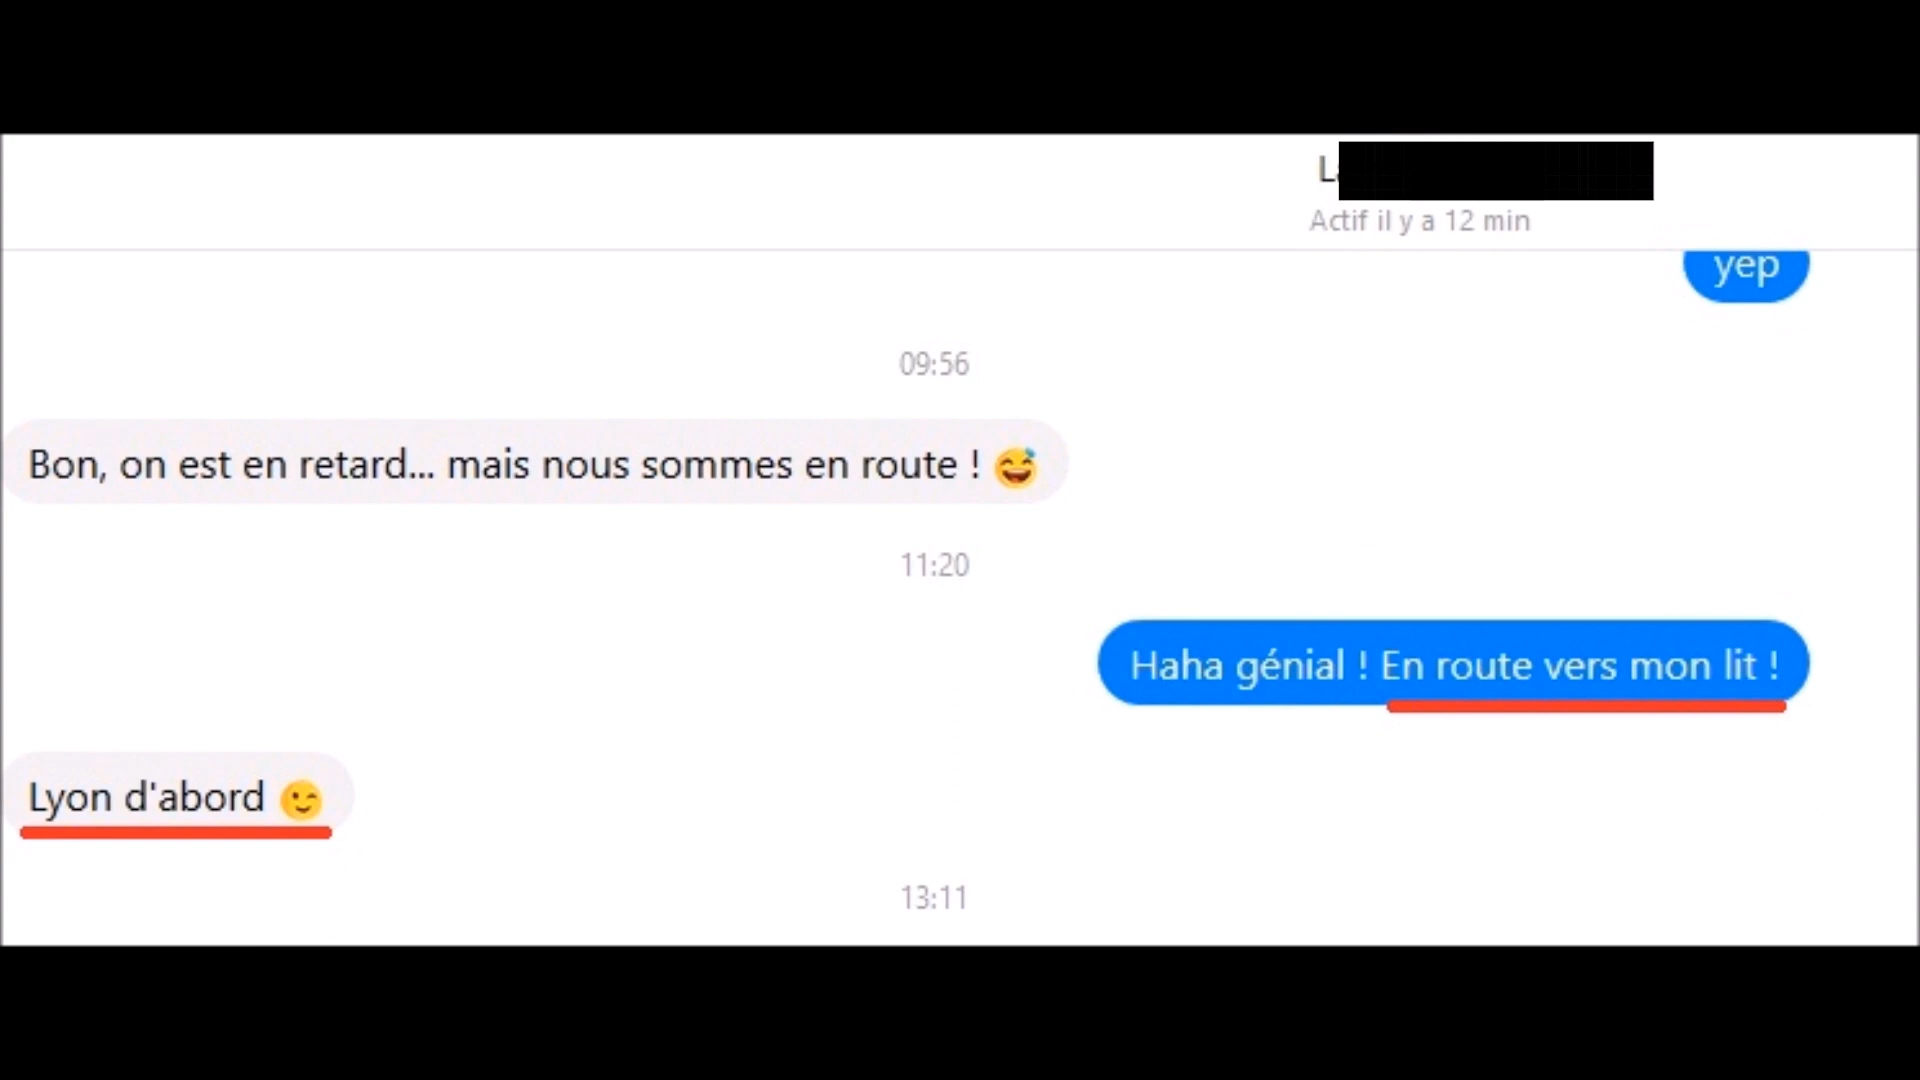 Actif il y a 12 min
yep
09:56
Bon, on est en retard... mais nous sommes en route ! 😅
11:20
Haha génial ! En route vers mon lit !
Lyon d'abord 😉
13:11